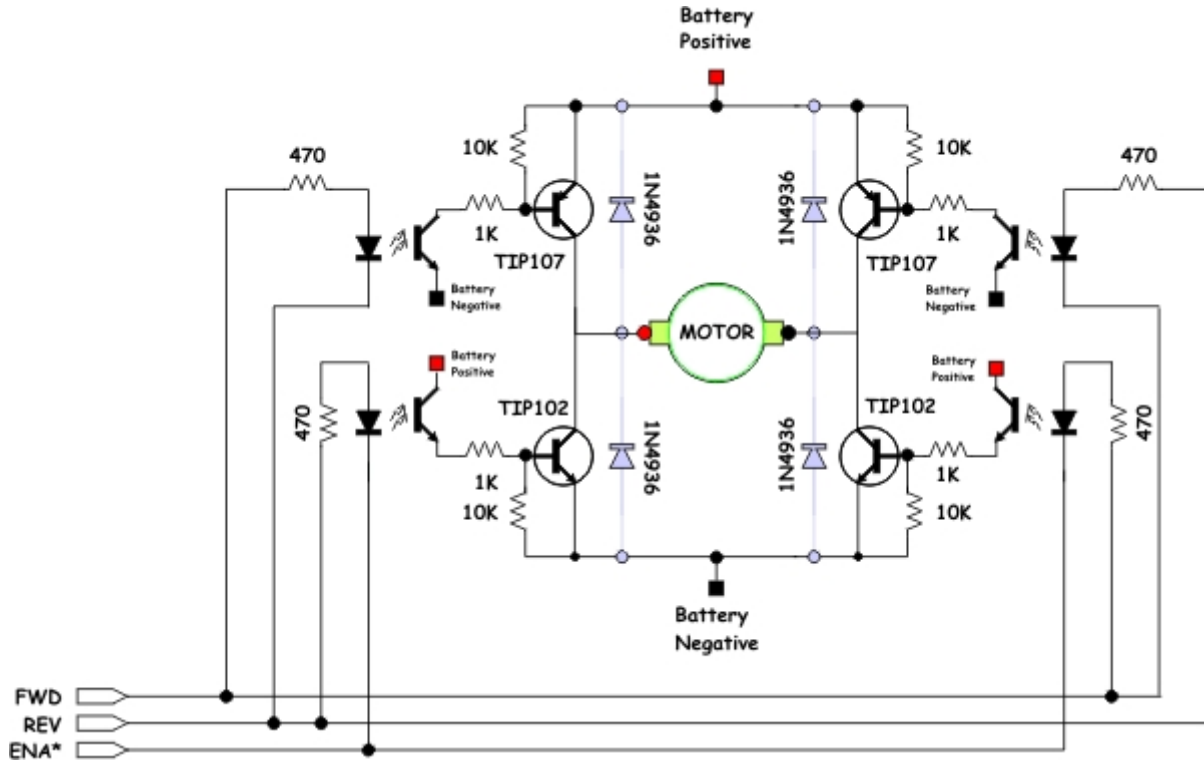 Battery
Positive
10K
10K
470
470
1N4936
1N4936
1K
1K
TIP107
TIP107
Battery
Negative
Battery
Negative
MOTOR
Battery
Positive
Battery
Positive
TIP102
TIP102
470
470
1N4936
1N4936
1K
1K
10K
10K
Battery
Negative
FWD
REV
ENA*